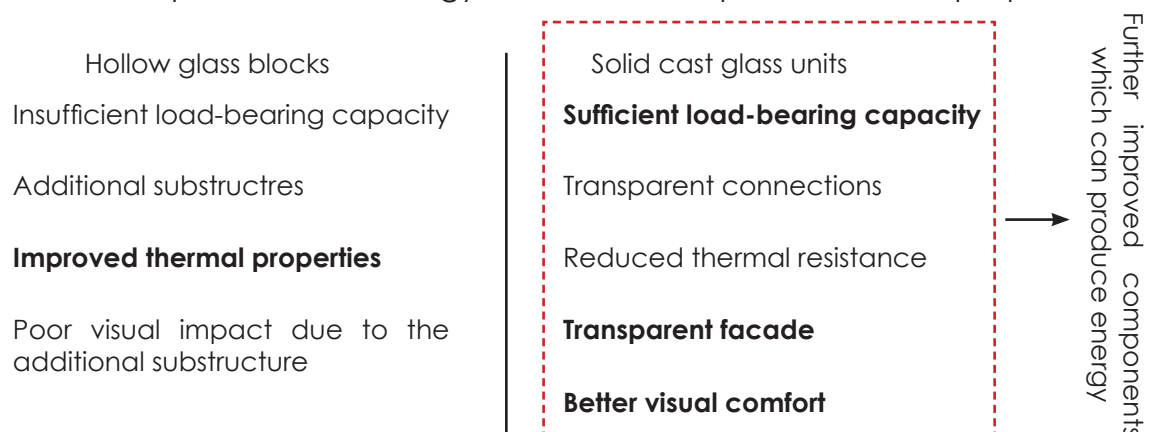 Hollow glass blocks
Insufficient load-bearing capacity
Additional substructres
Improved thermal properties
Poor visual impact due to the
additional substructure
Solid cast glass units
Sufficient load-bearing capacity
Transparent connections
Reduced thermal resistance
Transparent facade
Better visual comfort
Further improved components
which can produce energy